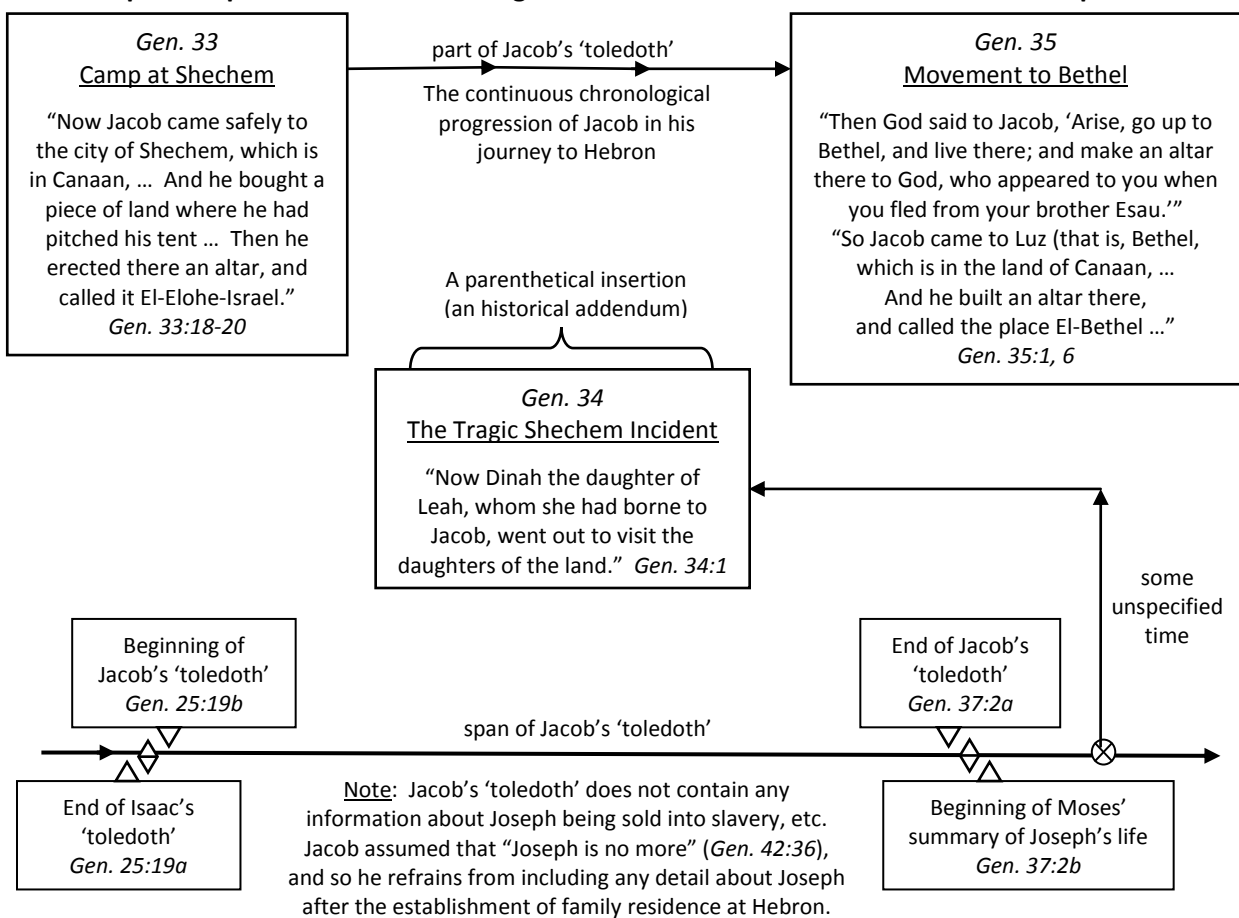 Gen. 33
Camp at Shechem
“Now Jacob came safely to
the city of Shechem, which is
in Canaan, … And he bought a
piece of land where he had
pitched his tent … Then he
erected there an altar, and
called it El-Elohe-Israel.”
Gen. 33:18-20
part of Jacob’s ‘toledoth’
The continuous chronological
progression of Jacob in his
journey to Hebron
Gen. 35
Movement to Bethel
“Then God said to Jacob, ‘Arise, go up to
Bethel, and live there; and make an altar
there to God, who appeared to you when
you fled from your brother Esau.’”
“So Jacob came to Luz (that is, Bethel,
which is in the land of Canaan, …
And he built an altar there,
and called the place El-Bethel …”
Gen. 35:1, 6
A parenthetical insertion
(an historical addendum)
Gen. 34
The Tragic Shechem Incident
“Now Dinah the daughter of
Leah, whom she had borne to
Jacob, went out to visit the
daughters of the land.” Gen. 34:1
some
unspecified
time
Beginning of
Jacob’s ‘toledoth’
Gen. 25:19b
End of Jacob’s
‘toledoth’
Gen. 37:2a
span of Jacob’s ‘toledoth’
End of Isaac’s
‘toledoth’
Gen. 25:19a
Note: Jacob’s ‘toledoth’ does not contain any
information about Joseph being sold into slavery, etc.
Jacob assumed that “Joseph is no more” (Gen. 42:36),
and so he refrains from including any detail about Joseph
after the establishment of family residence at Hebron.
Beginning of Moses’
summary of Joseph’s life
Gen. 37:2b